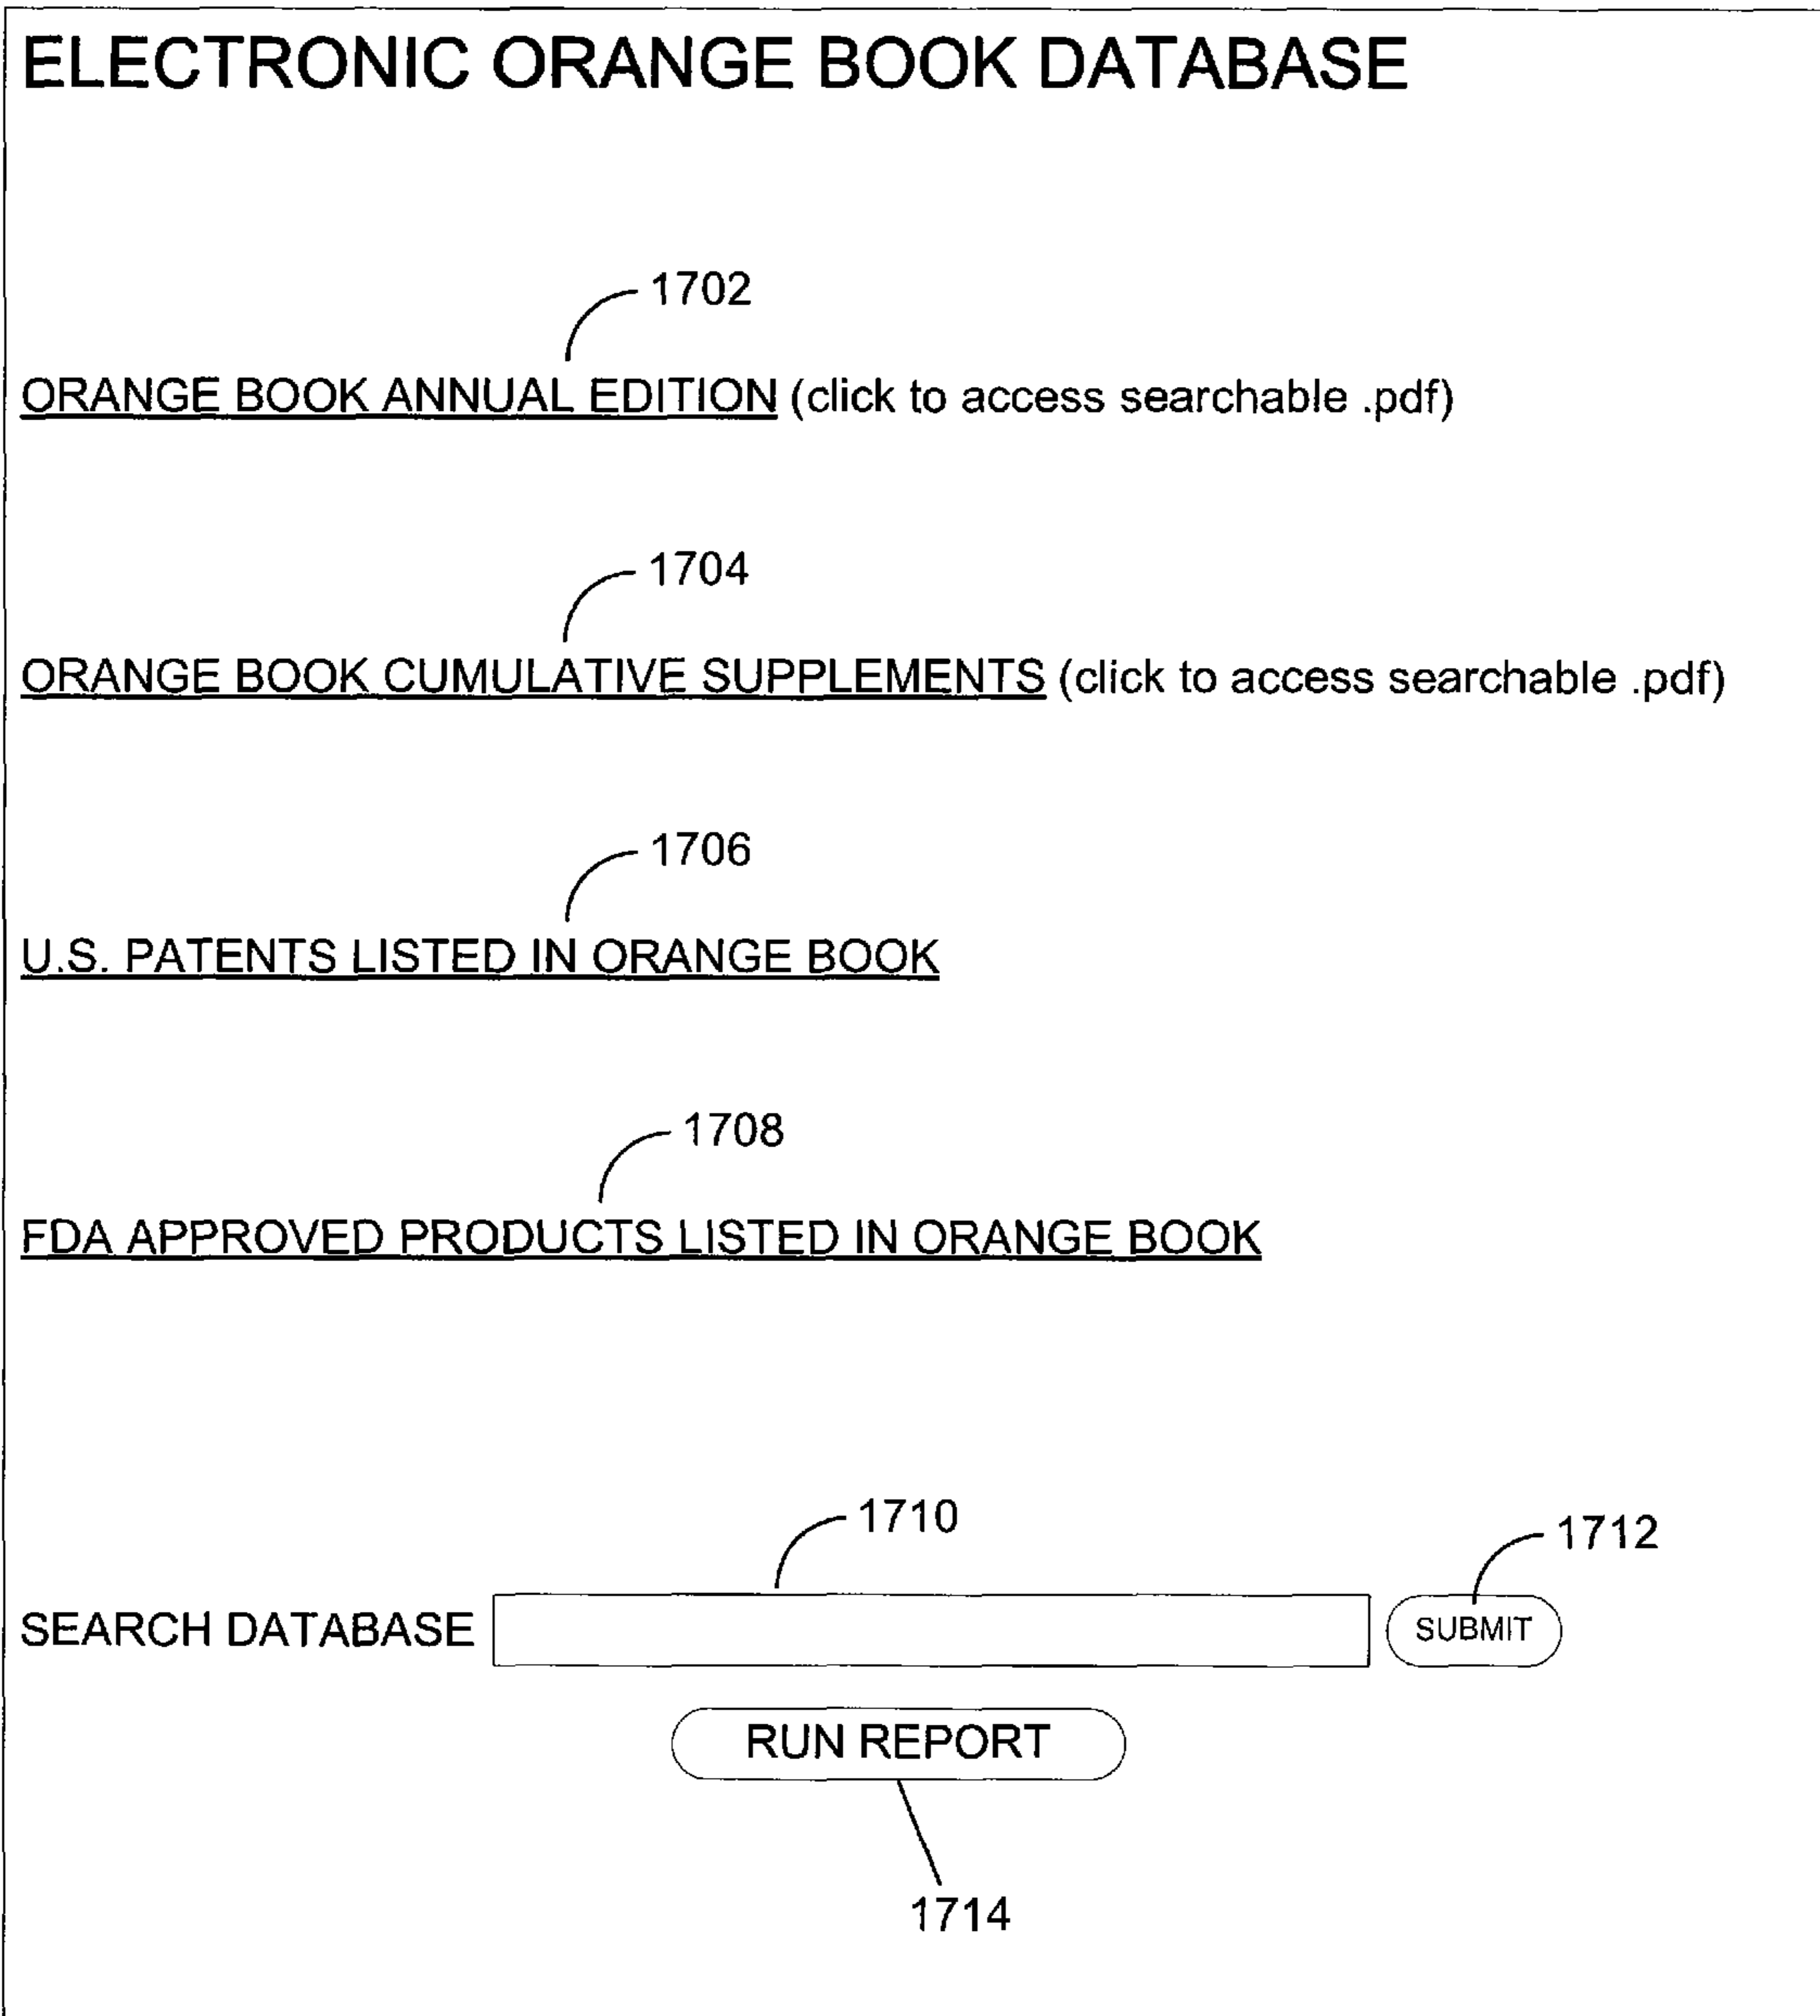 ELECTRONIC ORANGE BOOK DATABASE
1702
ORANGE BOOK ANNUAL EDITION (click to access searchable .pdf)
1704
ORANGE BOOK CUMULATIVE SUPPLEMENTS (click to access searchable .pdf)
1706
U.S. PATENTS LISTED IN ORANGE BOOK
1708
FDA APPROVED PRODUCTS LISTED IN ORANGE BOOK
1710
1712
SEARCH DATABASE SUBMIT
RUN REPORT
1714